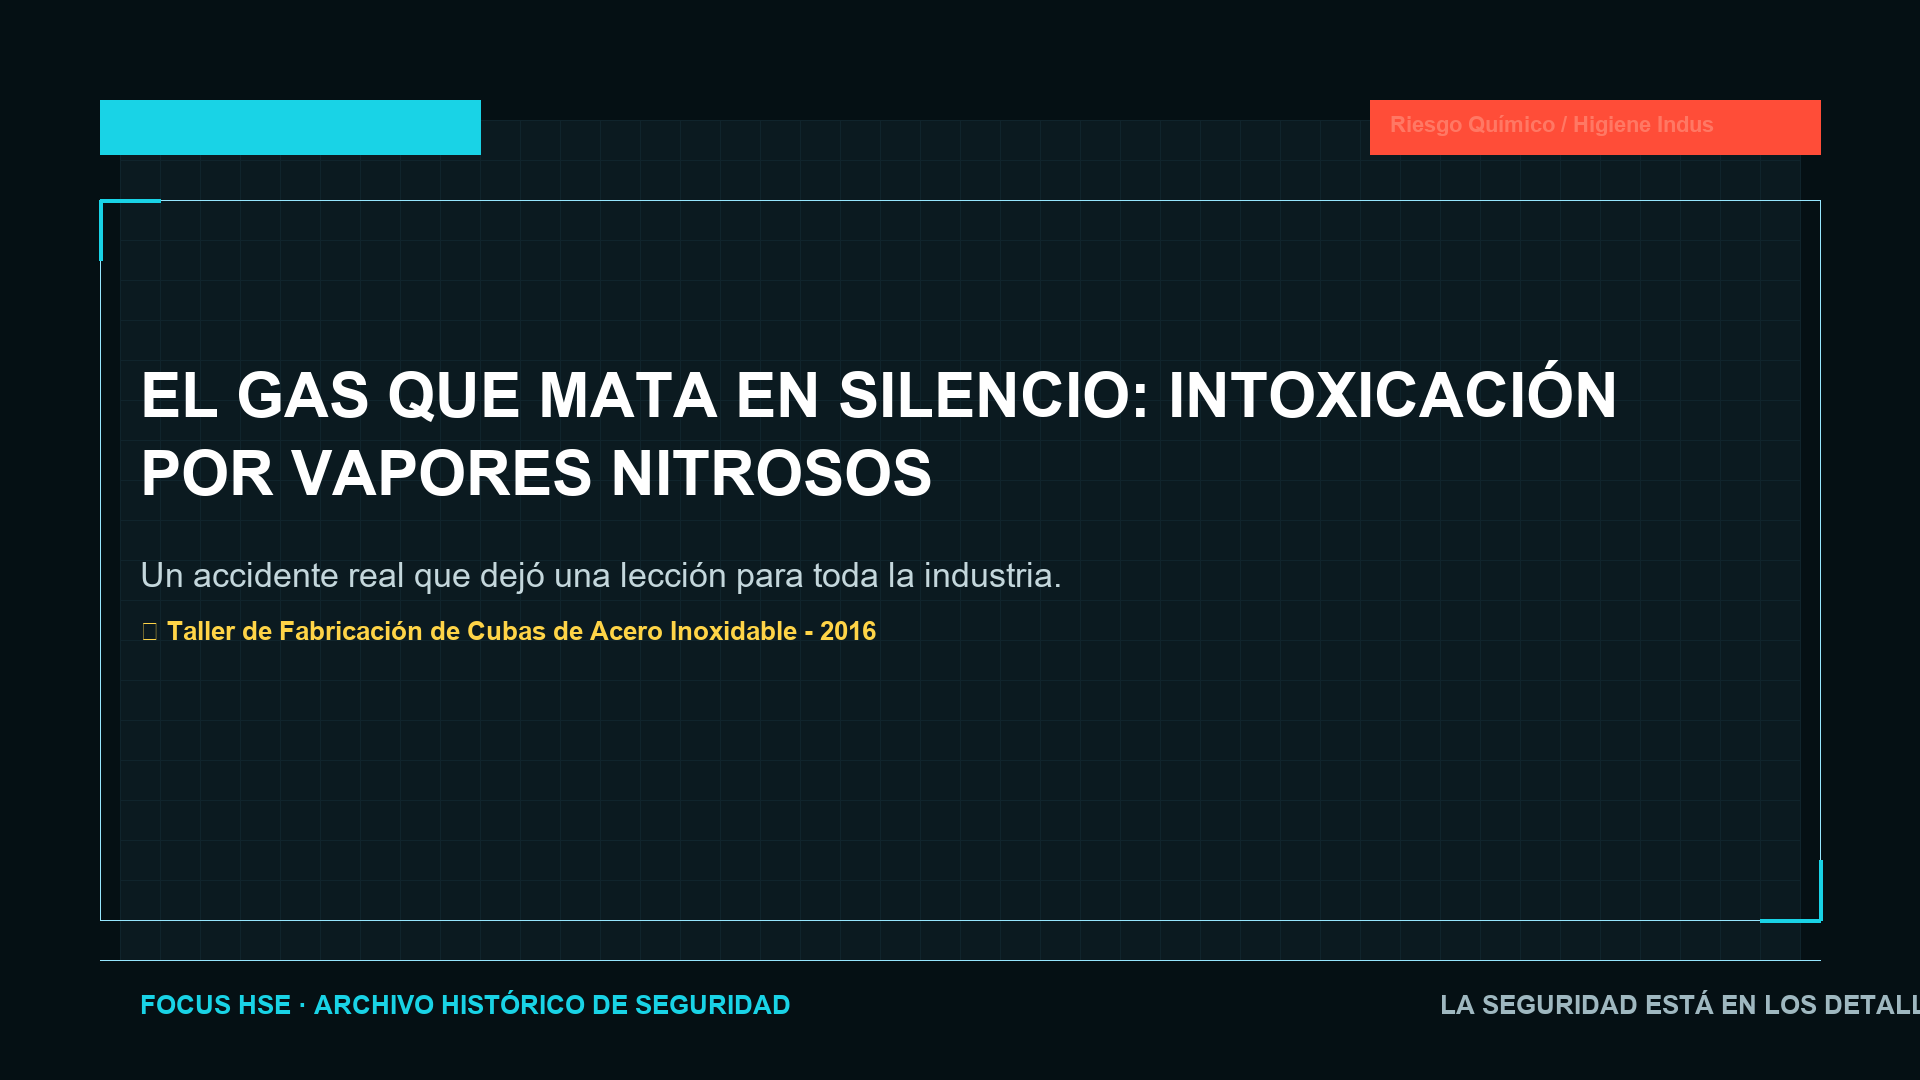 Riesgo Químico / Higiene Indus
EL GAS QUE MATA EN SILENCIO: INTOXICACIÓN
POR VAPORES NITROSOS
Un accidente real que dejó una lección para toda la industria.
Taller de Fabricación de Cubas de Acero Inoxidable - 2016
FOCUS HSE · ARCHIVO HISTÓRICO DE SEGURIDAD
LA SEGURIDAD ESTÁ EN LOS DETALL